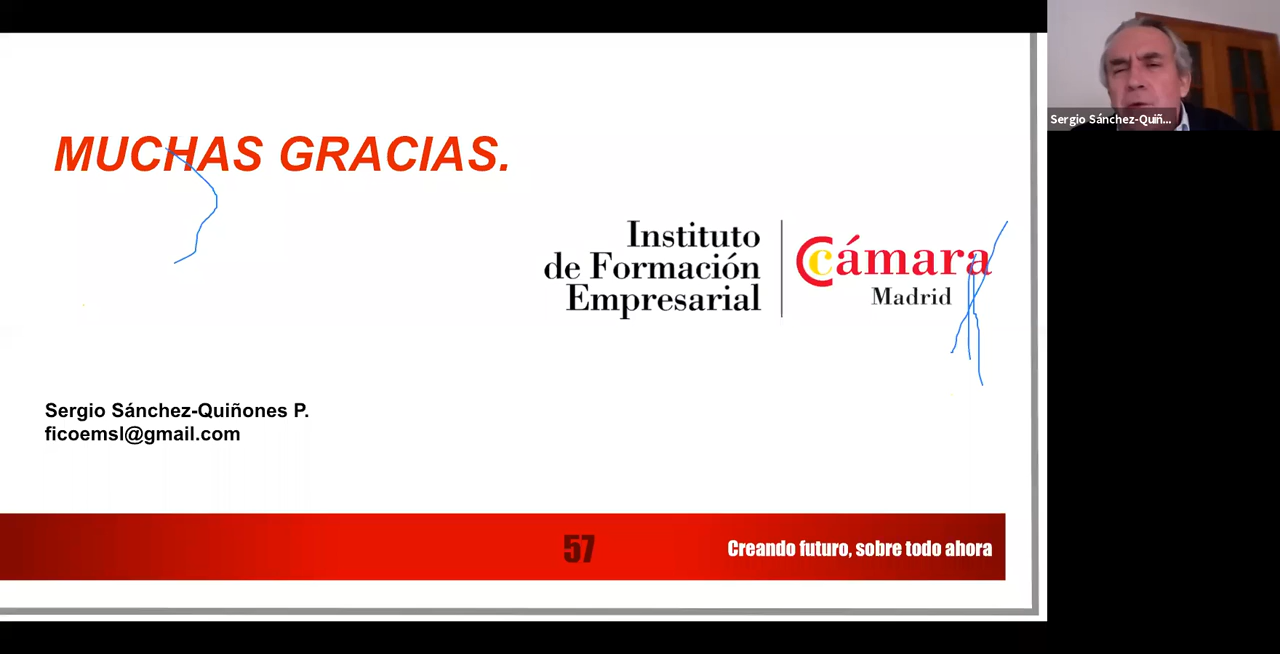 MUCHAS GRACIAS.
Instituto
de Formación
Empresarial
Cámara
Madrid
Sergio Sánchez-Quiñones P.
ficoemsl@gmail.com
57
Creando futuro, sobre todo ahora
Sergio Sánchez-Quiñ...